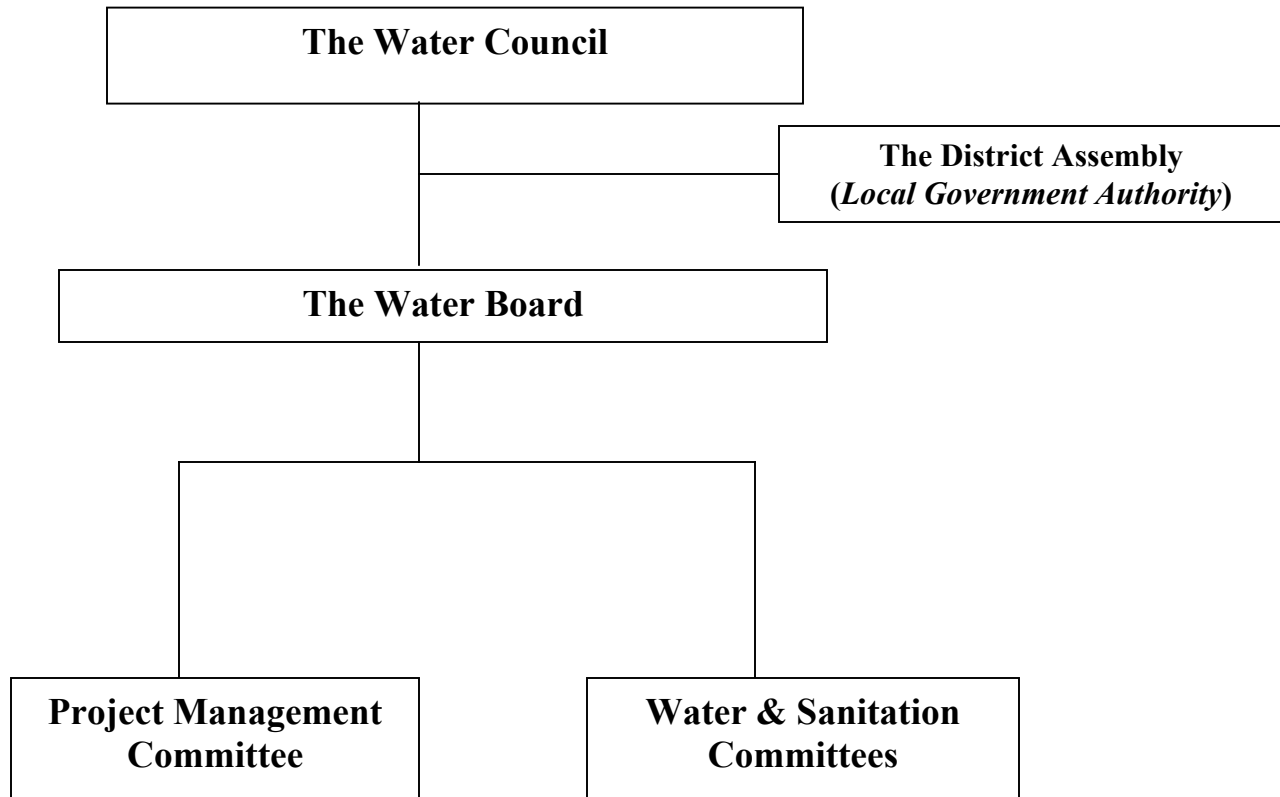 The Water Council
The District Assembly
(Local Government Authority)
The Water Board
Project Management
Committee
Water & Sanitation
Committees